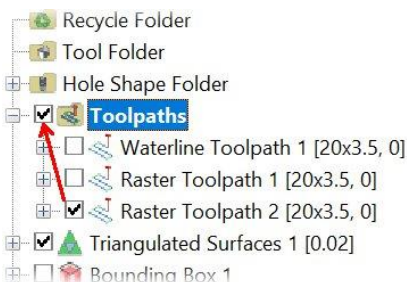 Recycle Folder
Tool Folder
Hole Shape Folder
Toolpaths
Waterline Toolpath 1 [20x3.5, 0]
Raster Toolpath 1 [20x3.5, 0]
Raster Toolpath 2 [20x3.5, 0]
Triangulated Surfaces 1 [0.02]
Bounding Box 1